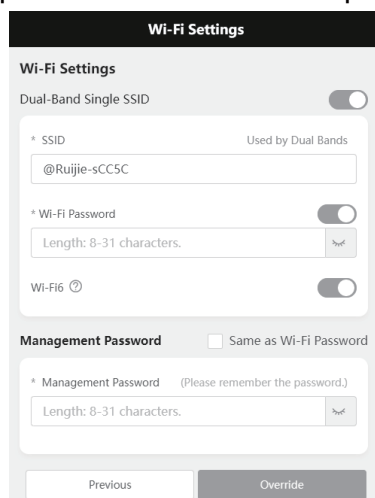 Wi-Fi Settings
Wi-Fi Settings
Dual-Band Single SSID
* SSID Used by Dual Bands
@Ruijie-sCC5C
* Wi-Fi Password
Length: 8-31 characters.
Wi-Fi6 ?
Management Password Same as Wi-Fi Password
* Management Password (Please remember the password.)
Length: 8-31 characters.
Previous Override